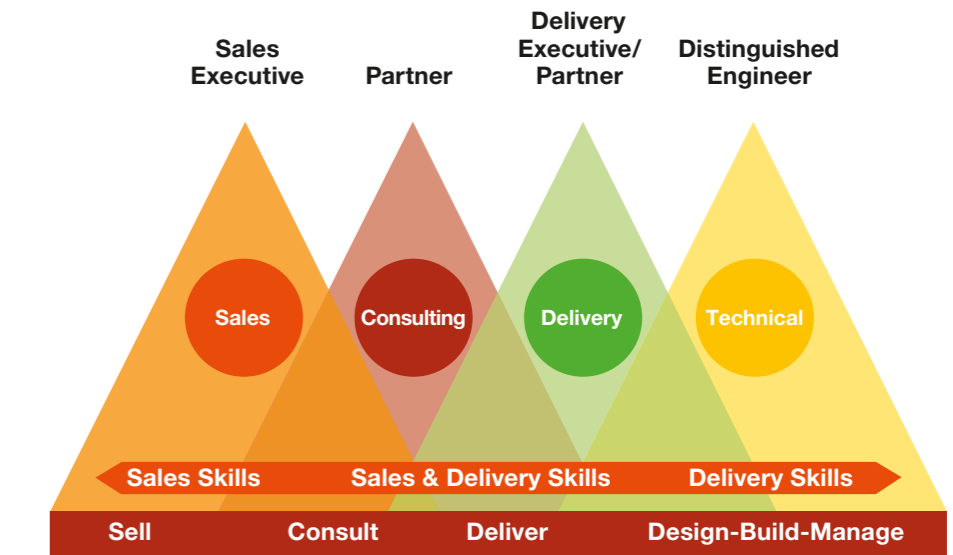 Sales
Executive
Partner
Delivery
Executive/
Partner
Distinguished
Engineer
Sales
Consulting
Delivery
Technical
Sales Skills
Sales & Delivery Skills
Delivery Skills
Sell
Consult
Deliver
Design-Build-Manage